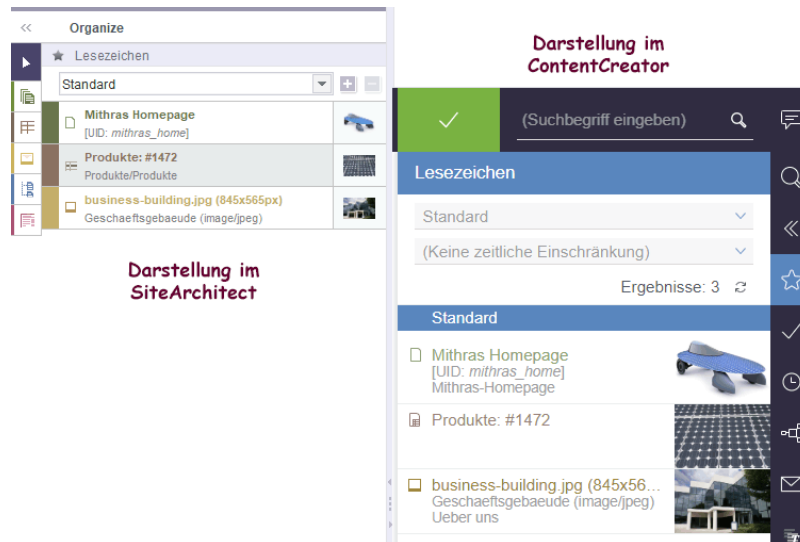 Organize
Lesezeichen
Standard
Mithras Homepage
[UID: mithras_home]
Produkte: #1472
Produkte/Produkte
business-building.jpg (845x565px)
Geschaeftsgebaeude (image/jpeg)
Darstellung im
SiteArchitect
Darstellung im
ContentCreator
(Suchbegriff eingeben)
Lesezeichen
Standard
(Keine zeitliche Einschränkung)
Ergebnisse: 3
Standard
Mithras Homepage
[UID: mithras_home]
Mithras-Homepage
Produkte: #1472
business-building.jpg (845x56...
Geschaeftsgebaeude (image/jpeg)
Ueber uns